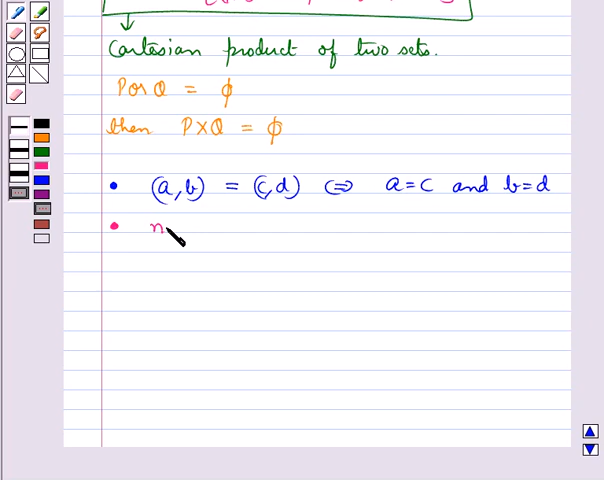 Cartesian product of two sets.
P or Q = ϕ
then P×Q = ϕ
• (a,b) = (c,d) ⇔ a=c and b=d
• n